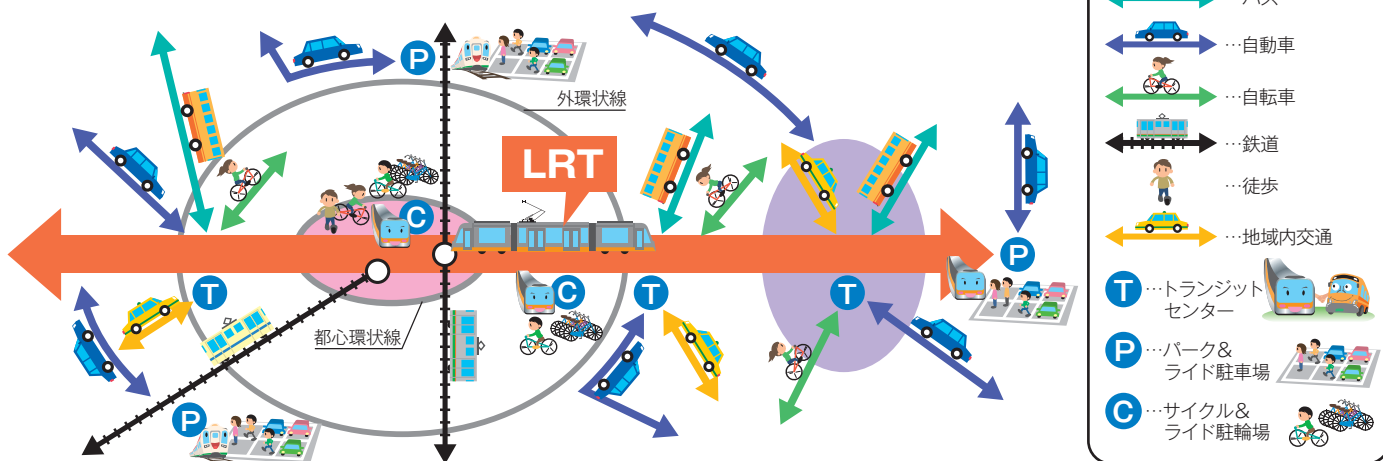 P
外環状線
LRT
C
T
都心環状線
C
T
T
P
P
…自動車
…自転車
…鉄道
…徒歩
…地域内交通
T…トランジット
センター
P…パーク&
ライド駐車場
C…サイクル&
ライド駐輪場